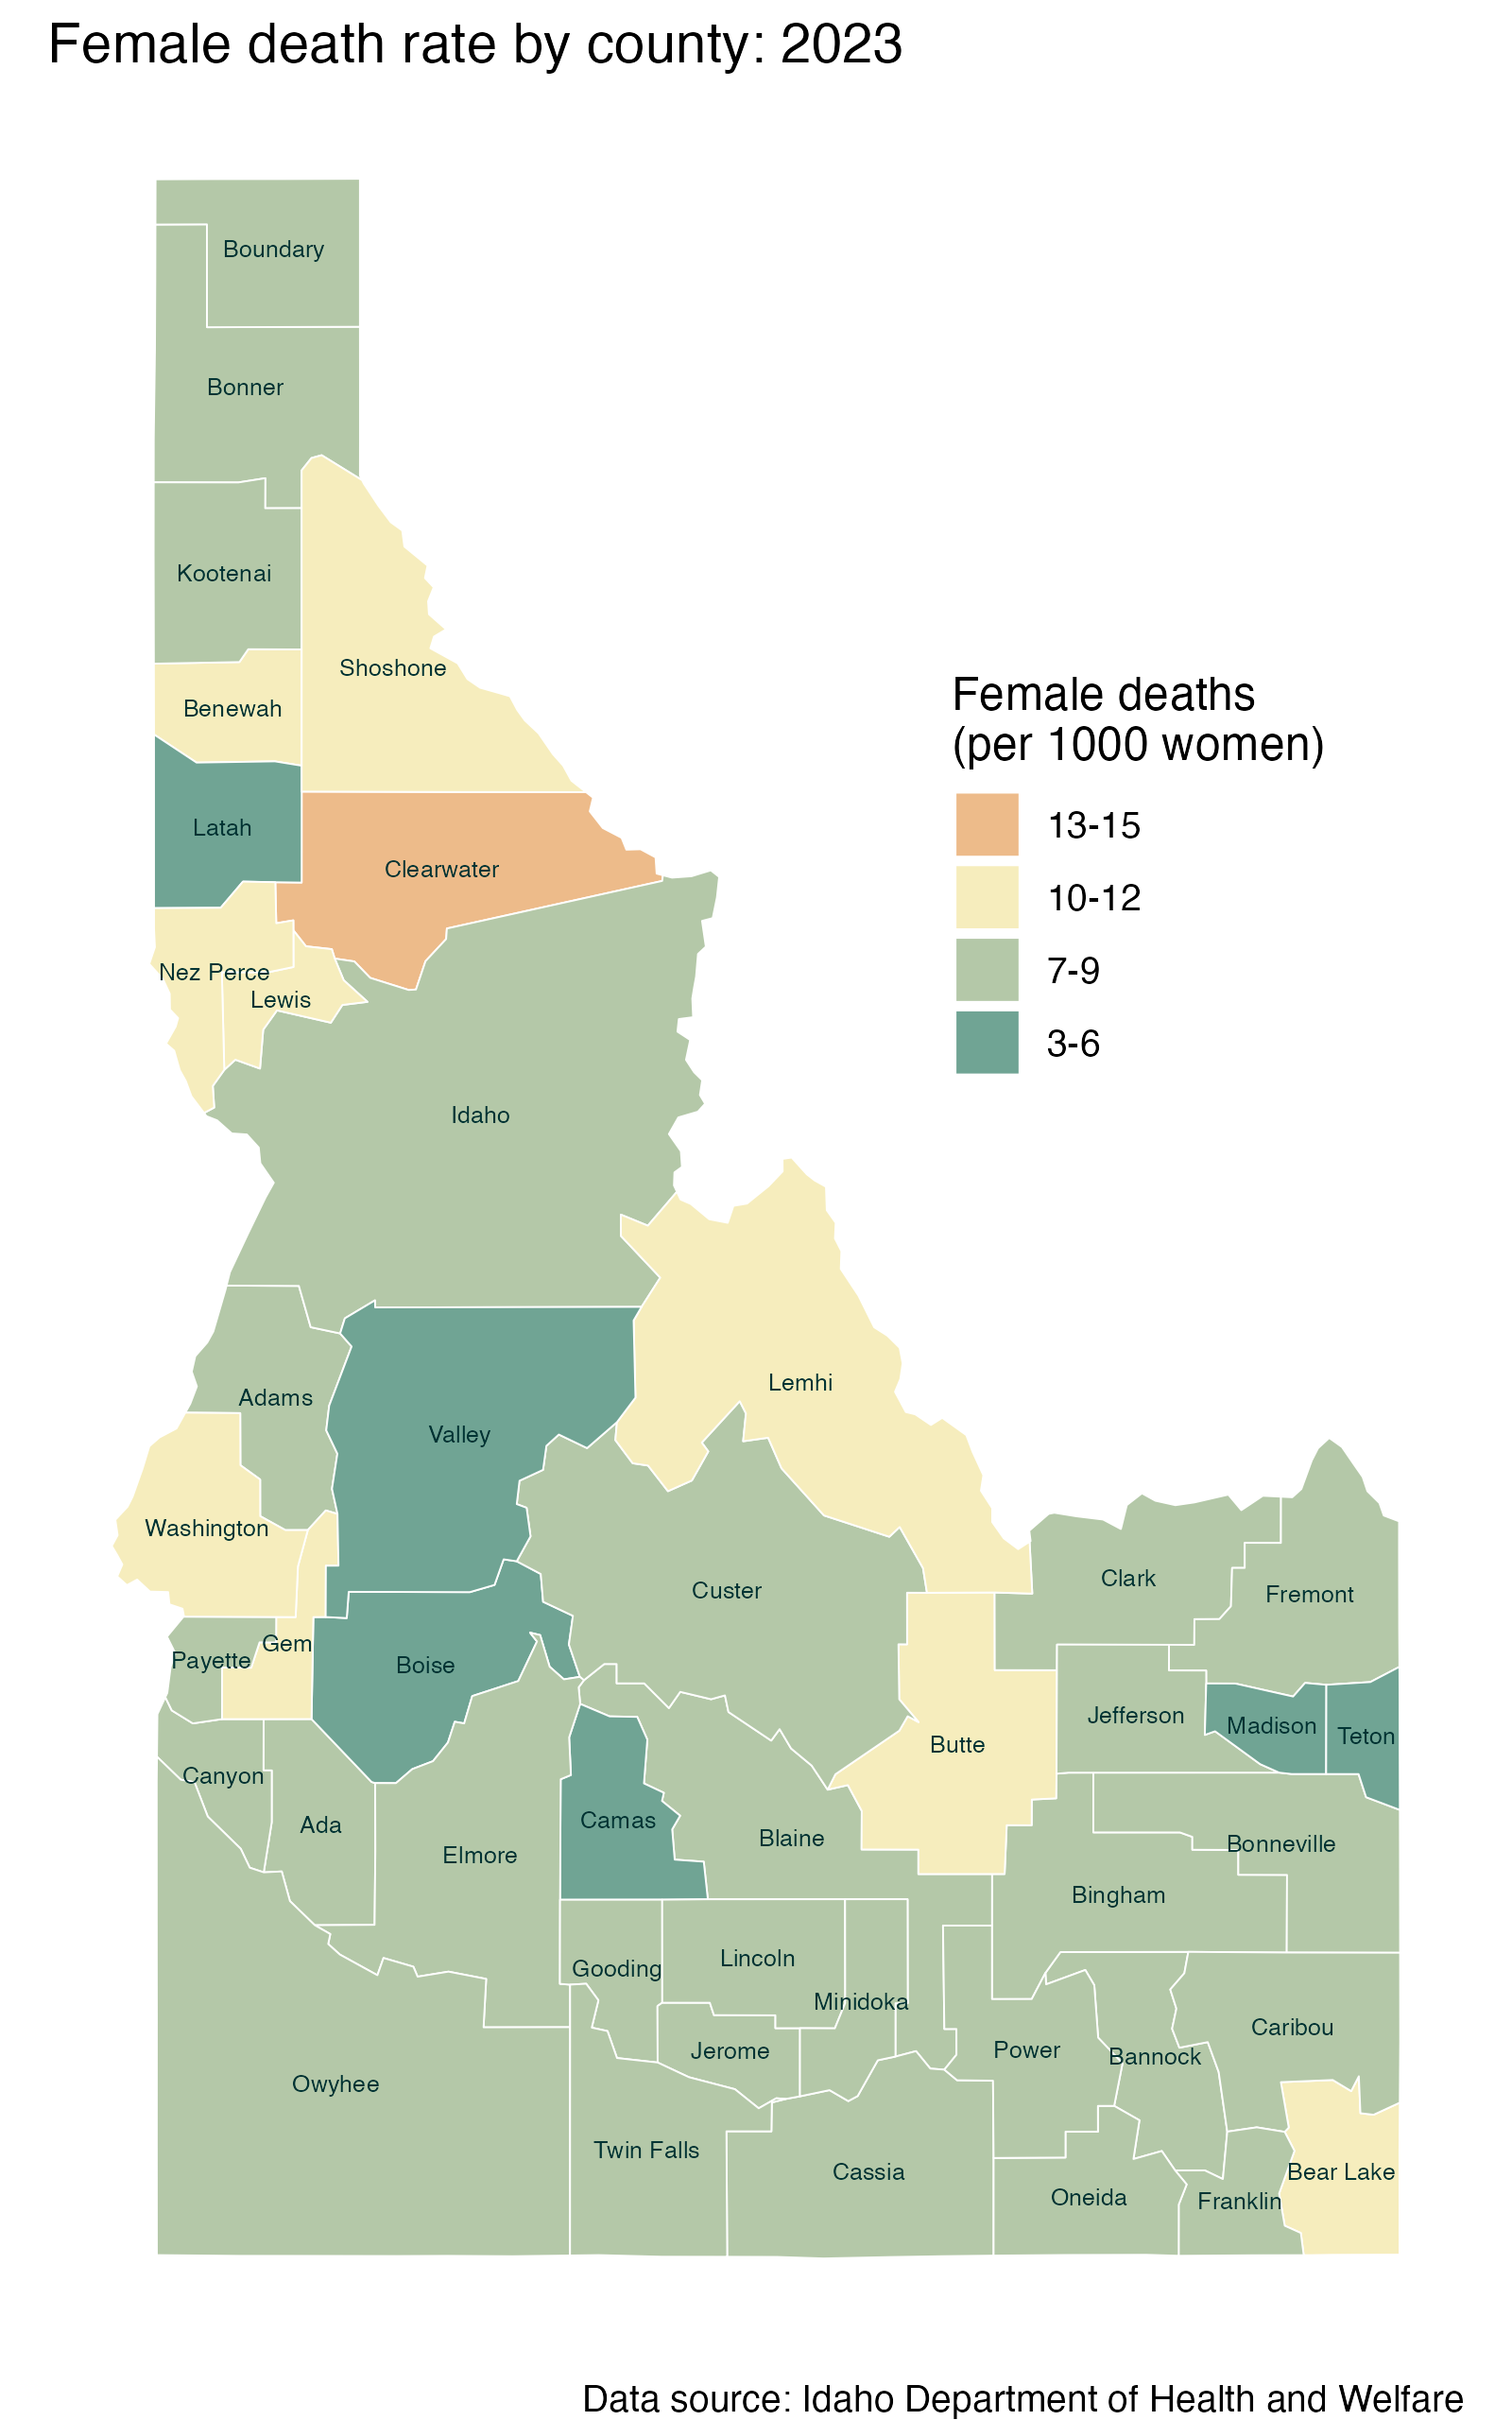 Female death rate by county: 2023
Boundary
Bonner
Kootenai
Shoshone
Benewah
Latah
Clearwater
Nez Perce
Lewis
Idaho
Female deaths
(per 1000 women)
13-15
10-12
7-9
3-6
Lemhi
Adams
Valley
Washington
Custer
Clark
Fremont
Gem
Payette
Boise
Jefferson
Madison
Teton
Butte
Canyon
Ada
Camas
Blaine
Bonneville
Elmore
Bingham
Lincoln
Gooding
Minidoka
Caribou
Jerome
Power
Bannock
Owyhee
Twin Falls
Cassia
Bear Lake
Oneida
Franklin
Data source: Idaho Department of Health and Welfare